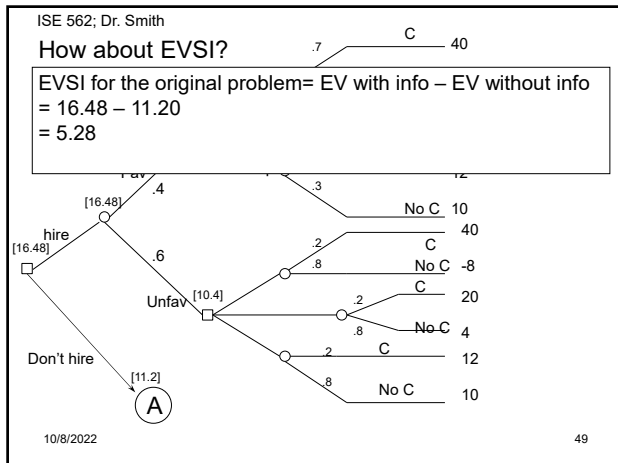 ISE 562; Dr. Smith
How about EVSI?
.7
C
40
EVSI for the original problem= EV with info – EV without info
= 16.48 – 11.20
= 5.28
.4
.3
No C
10
[16.48]
hire
[16.48]
.6
Unfav
[10.4]
.2
40
C
.8
No C
-8
.2
C
20
.8
No C
4
.2
C
12
.8
No C
10
Don't hire
[11.2]
A
10/8/2022
49